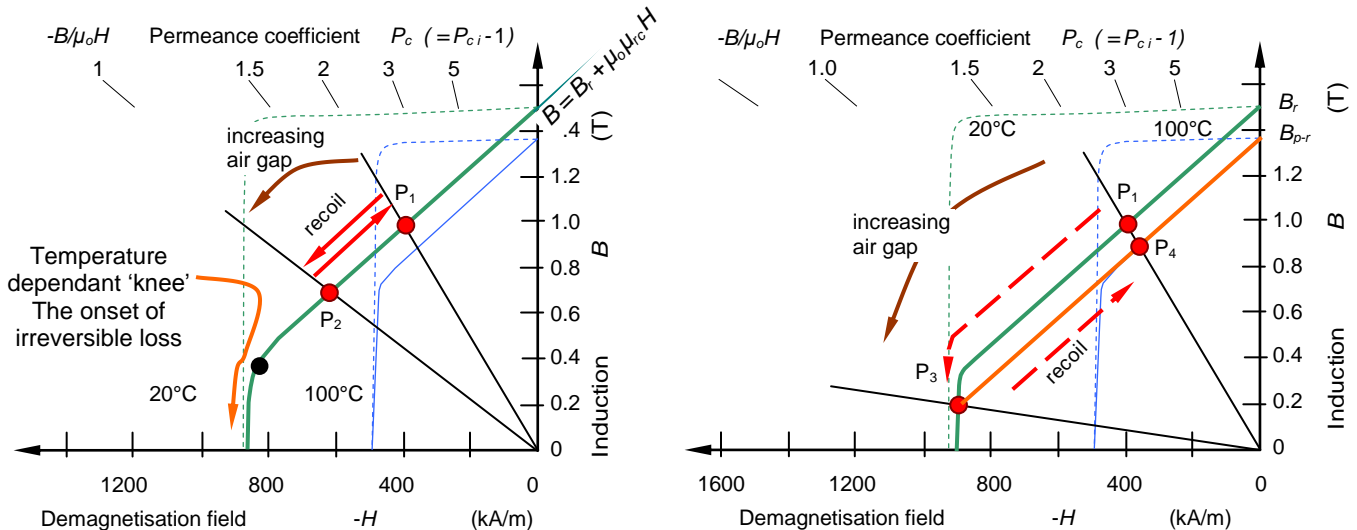 -B/μoH Permeance coefficient Pc (=Pci-1)
1 1.5 2 3 5
B = Br + μoμrcH
increasing
air gap
.4
(T)
1.2
P1
recoil
1.0
B
Temperature
dependant ‘knee’
The onset of
irreversible loss
0.8
P2
0.6
0.4
20°C
100°C
0.2
Induction
0
1200 800 400 0
Demagnetisation field -H (kA/m)
-B/μoH Permeance coefficient Pc (=Pci-1)
1.0 1.5 2 3 5
Br
(T)
20°C
100°C
Bp-r
1.2
increasing
air gap
P1
1.0
B
P4
0.8
0.6
recoil
0.4
P3
0.2
Induction
0
1600 1200 800 400 0
Demagnetisation field -H (kA/m)